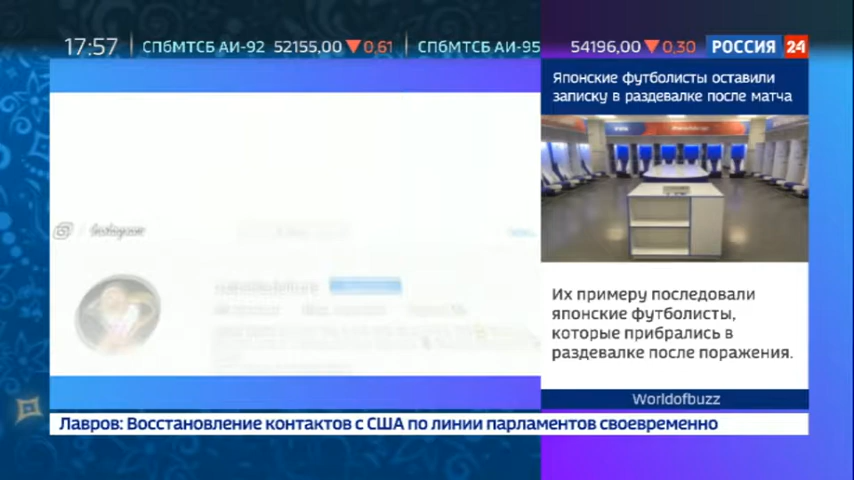 17:57 СПбМТСБ АИ-92 52155,00 ▼0,61 СПбМТСБ АИ-95 54196,00 ▼0,30 РОССИЯ 24
Японские футболисты оставили
записку в раздевалке после матча
Instagram
Их примеру последовали
японские футболисты,
которые прибрались в
раздевалке после поражения.
Worldofbuzz
Лавров: Восстановление контактов с США по линии парламентов своевременно